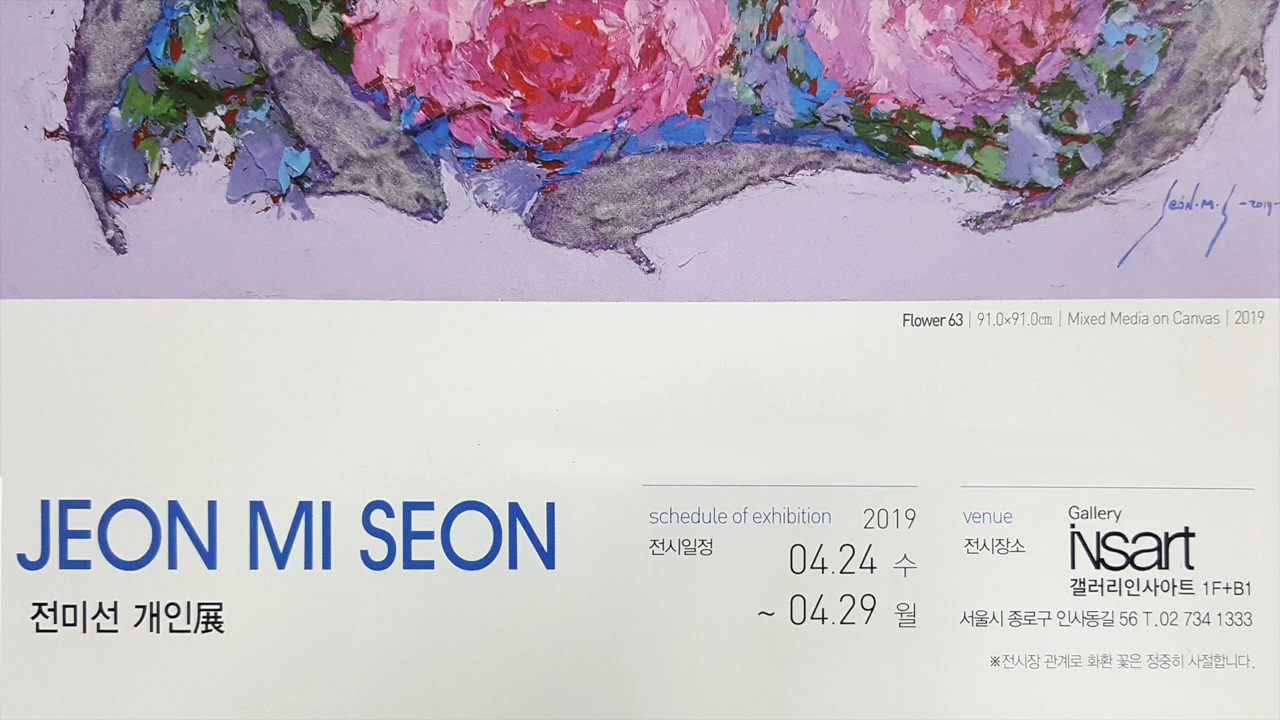 SEON.M.S -2019-
Flower 63 | 91.0×91.0㎝ | Mixed Media on Canvas | 2019
JEON MI SEON
전미선 개인展
schedule of exhibition 2019
전시일정
04.24 수
~ 04.29 월
venue
전시장소
Gallery
insart
갤러리인사아트 1F+B1
서울시 종로구 인사동길 56 T.02 734 1333
※전시장 관계로 화환 꽃은 정중히 사절합니다.